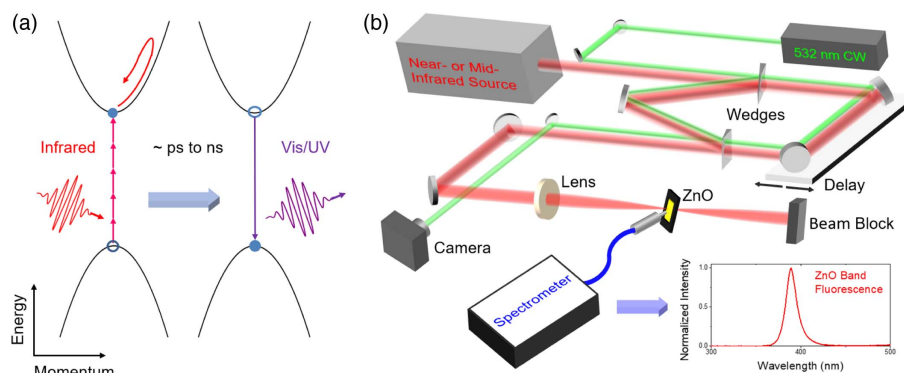 (a)
Infrared
~ ps to ns
Vis/UV
Energy
Momentum
(b)
Near- or Mid-
Infrared Source
532 nm CW
Wedges
Delay
Lens
ZnO
Beam Block
Camera
Spectrometer
Normalized Intensity
1.0
0.5
0.0
ZnO Band
Fluorescence
300
400
500
Wavelength (nm)